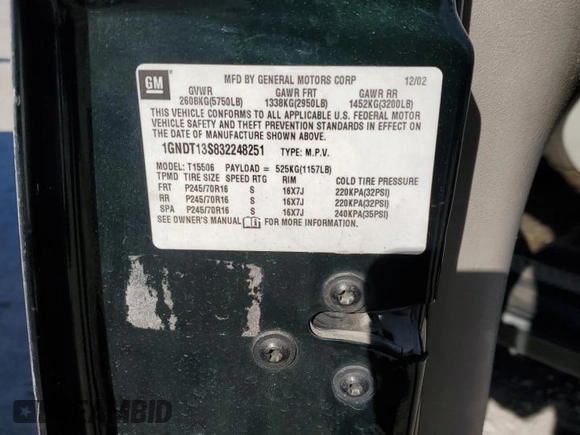 GM
MFD BY GENERAL MOTORS CORP 12/02
GVWR GAWR FRT GAWR RR
2608KG(5750LB) 1338KG(2950LB) 1452KG(3200LB)
THIS VEHICLE CONFORMS TO ALL APPLICABLE U.S. FEDERAL MOTOR
VEHICLE SAFETY AND THEFT PREVENTION STANDARDS IN EFFECT ON
THE DATE OF MANUFACTURE SHOWN ABOVE.
1GNDT13S832248251 TYPE: M.P.V.
MODEL: T15506 PAYLOAD = 525KG(1157LB)
TPMD TIRE SIZE SPEED RTG RIM COLD TIRE PRESSURE
FRT P245/70R16 S 16X7J 220KPA(32PSI)
RR P245/70R16 S 16X7J 220KPA(32PSI)
SPA P245/70R16 S 16X7J 240KPA(35PSI)
SEE OWNER'S MANUAL FOR MORE INFORMATION.